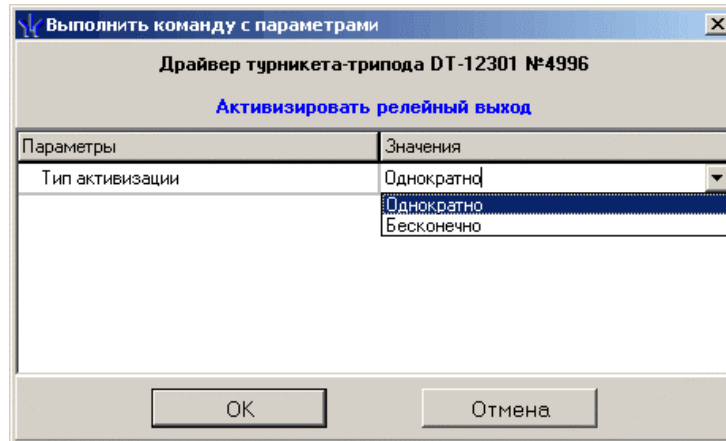 Выполнить команду с параметрами
Драйвер турникета-трипода DT-12301 №4996
Активизировать релейный выход
Параметры Значения
Тип активизации Однократно
Однократно
Бесконечно
OK Отмена